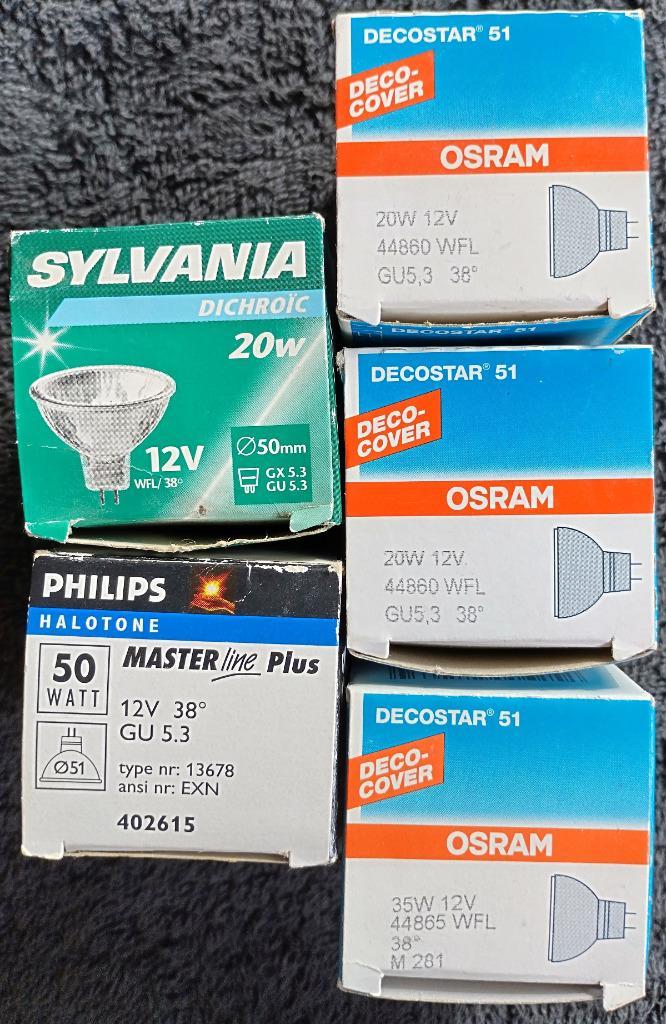 DECOSTAR® 51
DECO-
COVER
OSRAM
20W 12V
44860 WFL
GU5,3 38°
DECOSTAR® 51
SYLVANIA
DICHROÏC
20w
12V
WFL/ 38°
Ø50mm
GX 5.3
GU 5.3
DECOSTAR® 51
DECO-
COVER
OSRAM
20W 12V
44860 WFL
GU5,3 38°
PHILIPS
HALOTONE
50
WATT
MASTER line Plus
12V 38°
GU 5.3
Ø51
type nr: 13678
ansi nr: EXN
402615
DECOSTAR® 51
DECO-
COVER
OSRAM
35W 12V
44865 WFL
38°
M 281